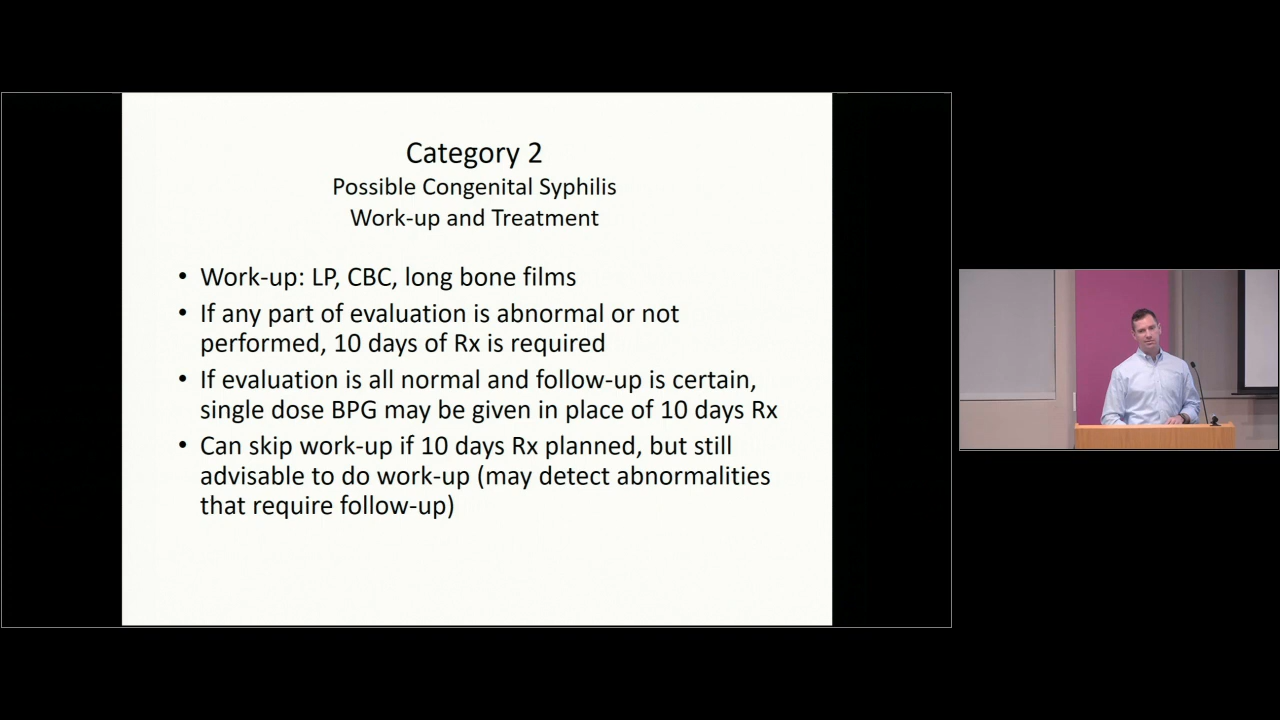 Category 2
Possible Congenital Syphilis
Work-up and Treatment
• Work-up: LP, CBC, long bone films
• If any part of evaluation is abnormal or not
performed, 10 days of Rx is required
• If evaluation is all normal and follow-up is certain,
single dose BPG may be given in place of 10 days Rx
• Can skip work-up if 10 days Rx planned, but still
advisable to do work-up (may detect abnormalities
that require follow-up)